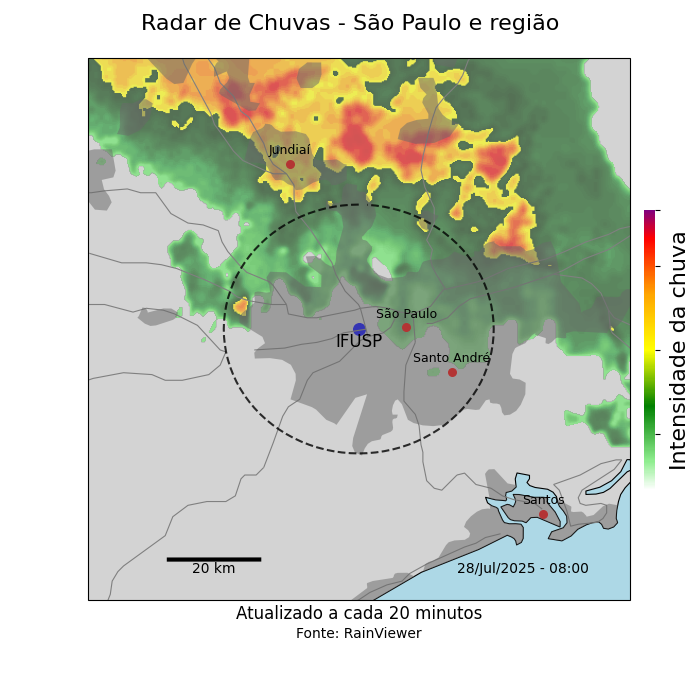 Radar de Chuvas - São Paulo e região
Jundiaí
São Paulo
IFUSP
Santo André
Santos
20 km
28/Jul/2025 - 08:00
Intensidade da chuva
Atualizado a cada 20 minutos
Fonte: RainViewer